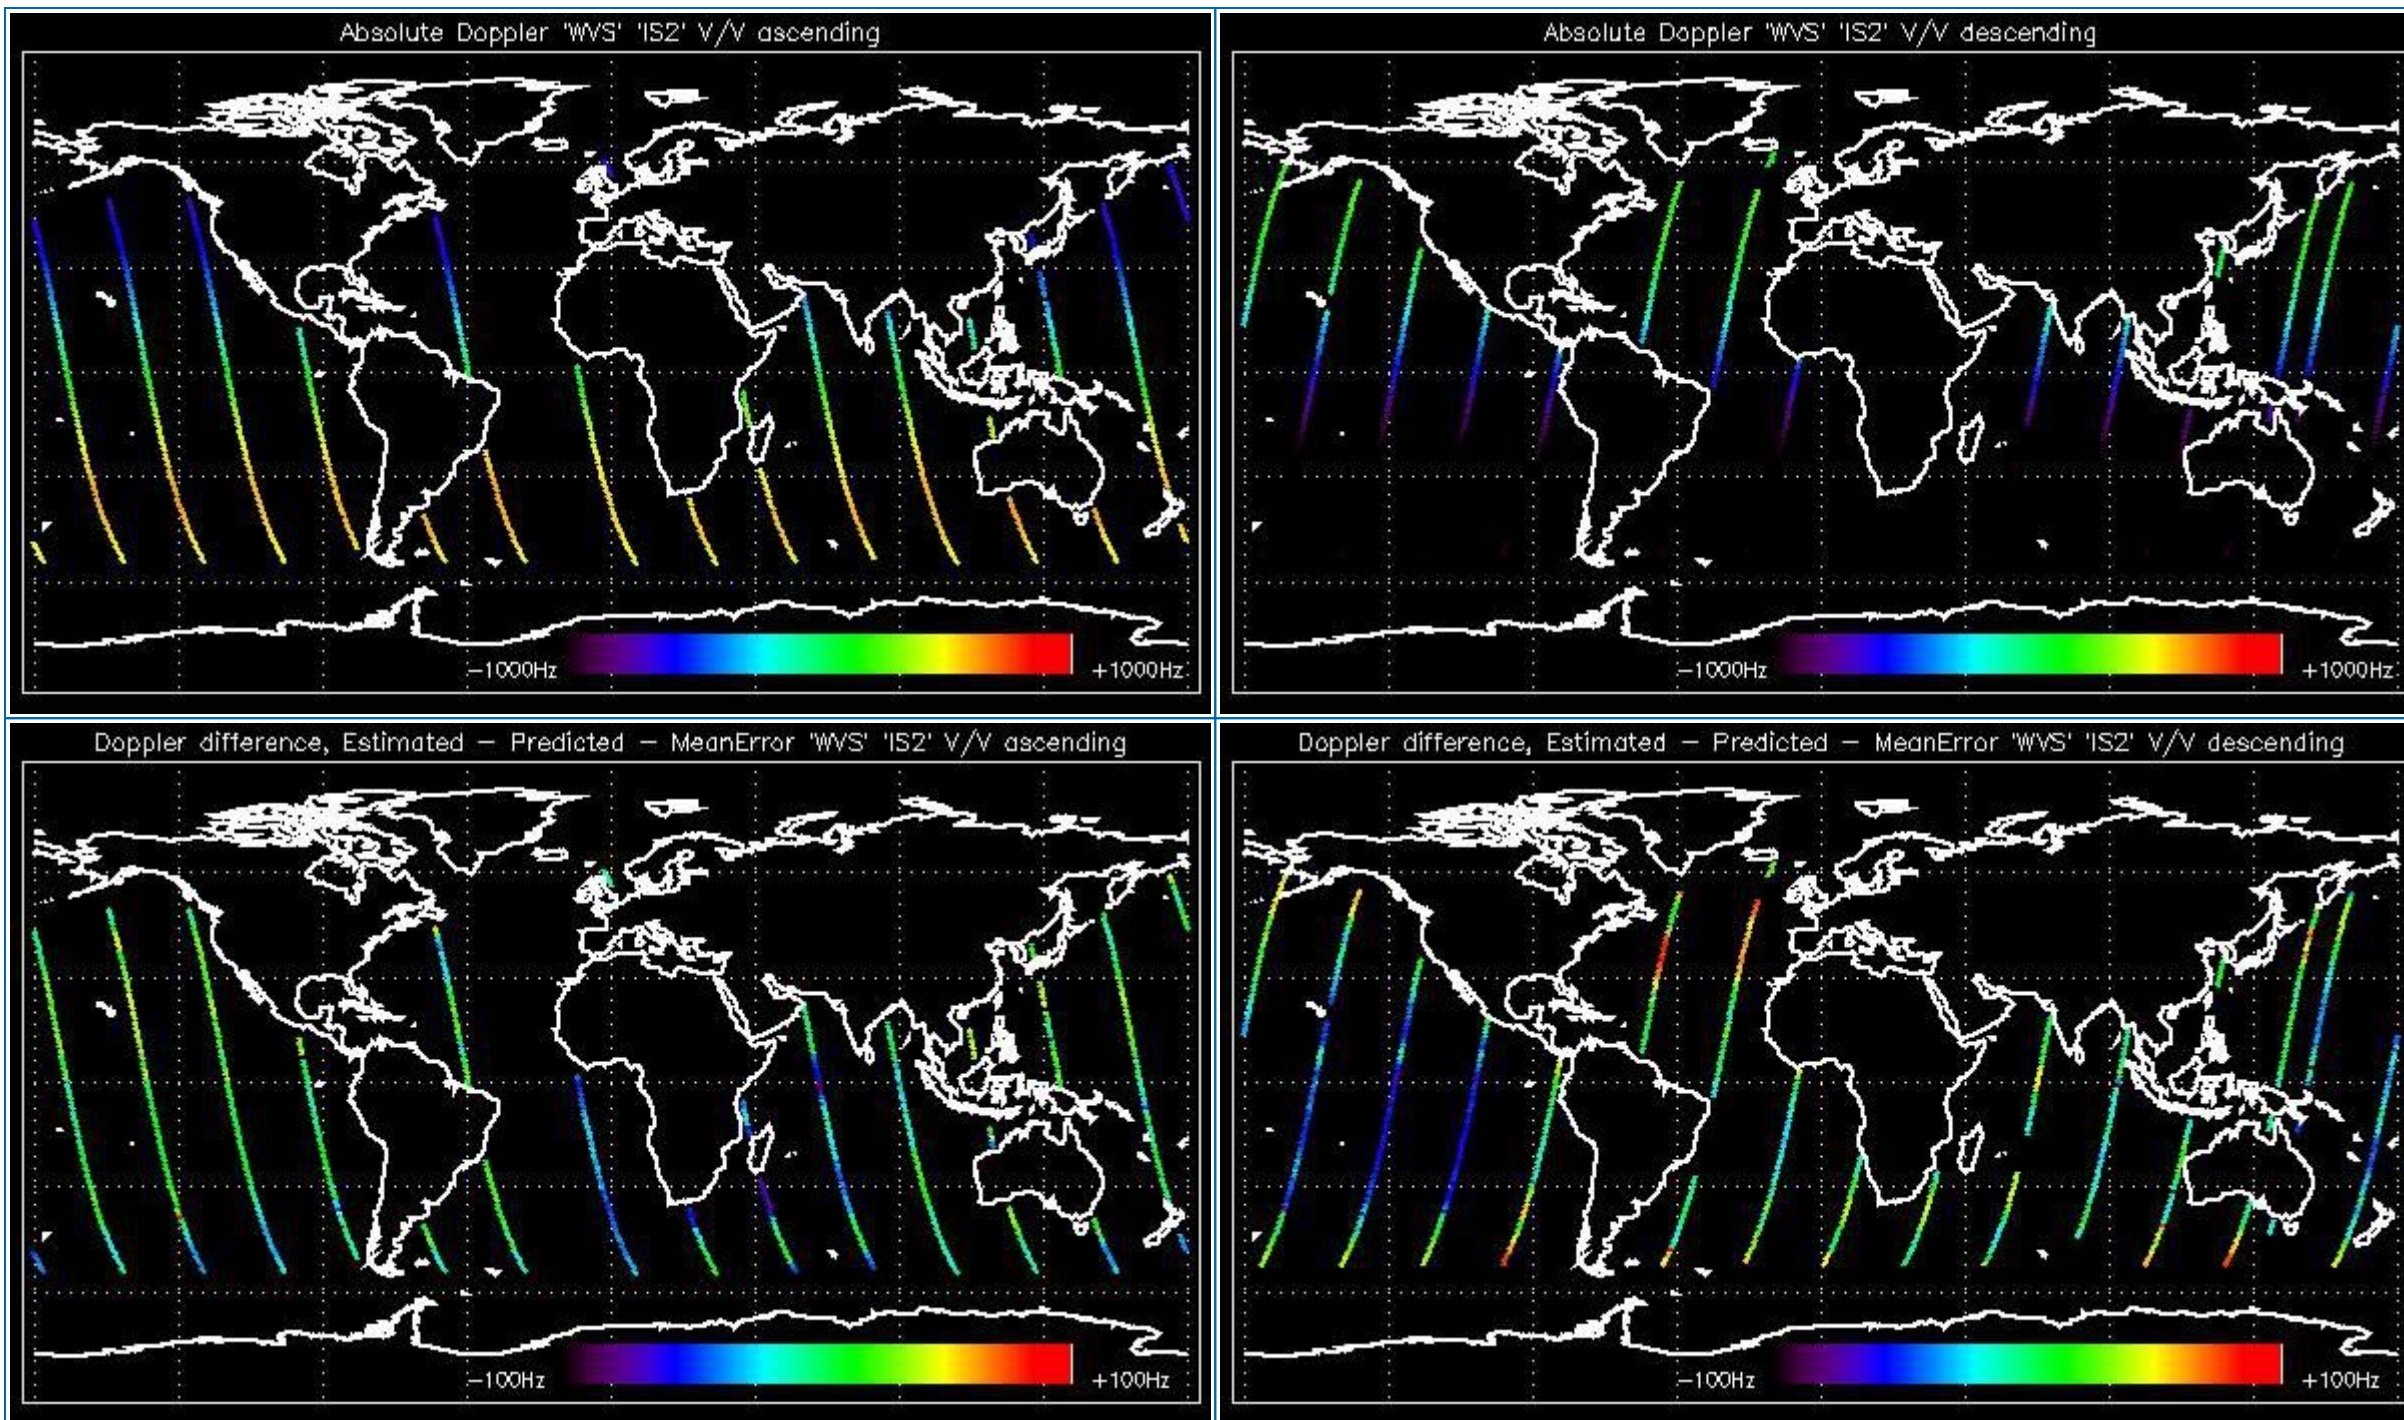 Absolute Doppler 'WVS' 'IS2' V/V ascending
-1000Hz
+1000Hz
Absolute Doppler 'WVS' 'IS2' V/V descending
-1000Hz
+1000Hz
Doppler difference, Estimated - Predicted - MeanError 'WVS' 'IS2' V/V ascending
-100Hz
+100Hz
Doppler difference, Estimated - Predicted - MeanError 'WVS' 'IS2' V/V descending
-100Hz
+100Hz